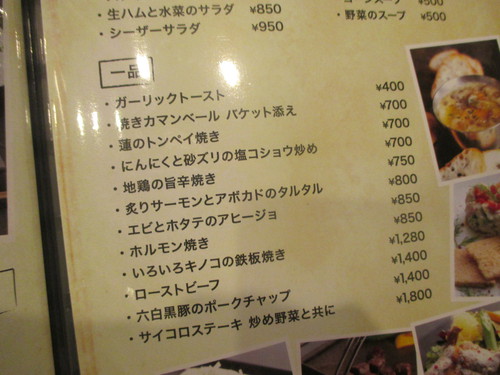 ・生ハムと水菜のサラダ ¥850
・シーザーサラダ ¥950
¥500
・野菜のスープ ¥500
一品
・ガーリックトースト ¥400
・焼きカマンベール バケット添え ¥700
・蓮のトンペイ焼き ¥700
・にんにくと砂ズリの塩コショウ炒め ¥700
・地鶏の旨辛焼き ¥750
・炙りサーモンとアボカドのタルタル ¥800
・エビとホタテのアヒージョ ¥850
・ホルモン焼き ¥850
・いろいろキノコの鉄板焼き ¥1,280
・ローストビーフ ¥1,400
・六白黒豚のポークチャップ ¥1,400
・サイコロステーキ 炒め野菜と共に ¥1,800